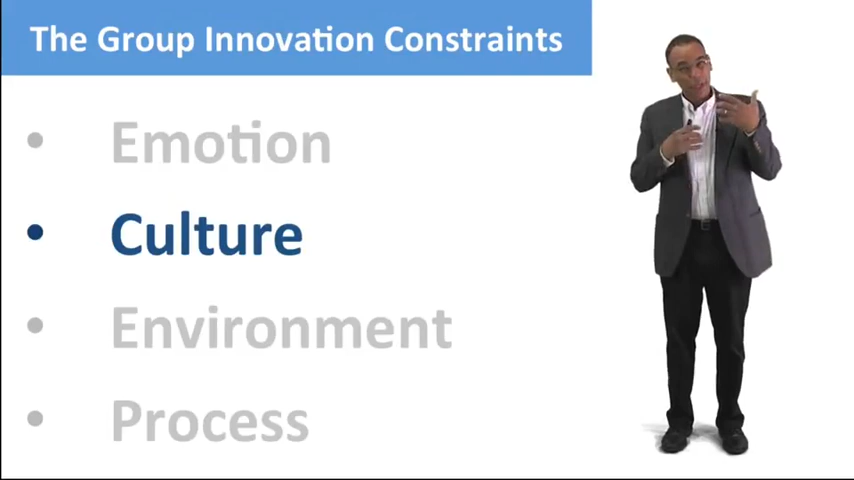 The Group Innovation Constraints
• Emotion
• Culture
• Environment
• Process